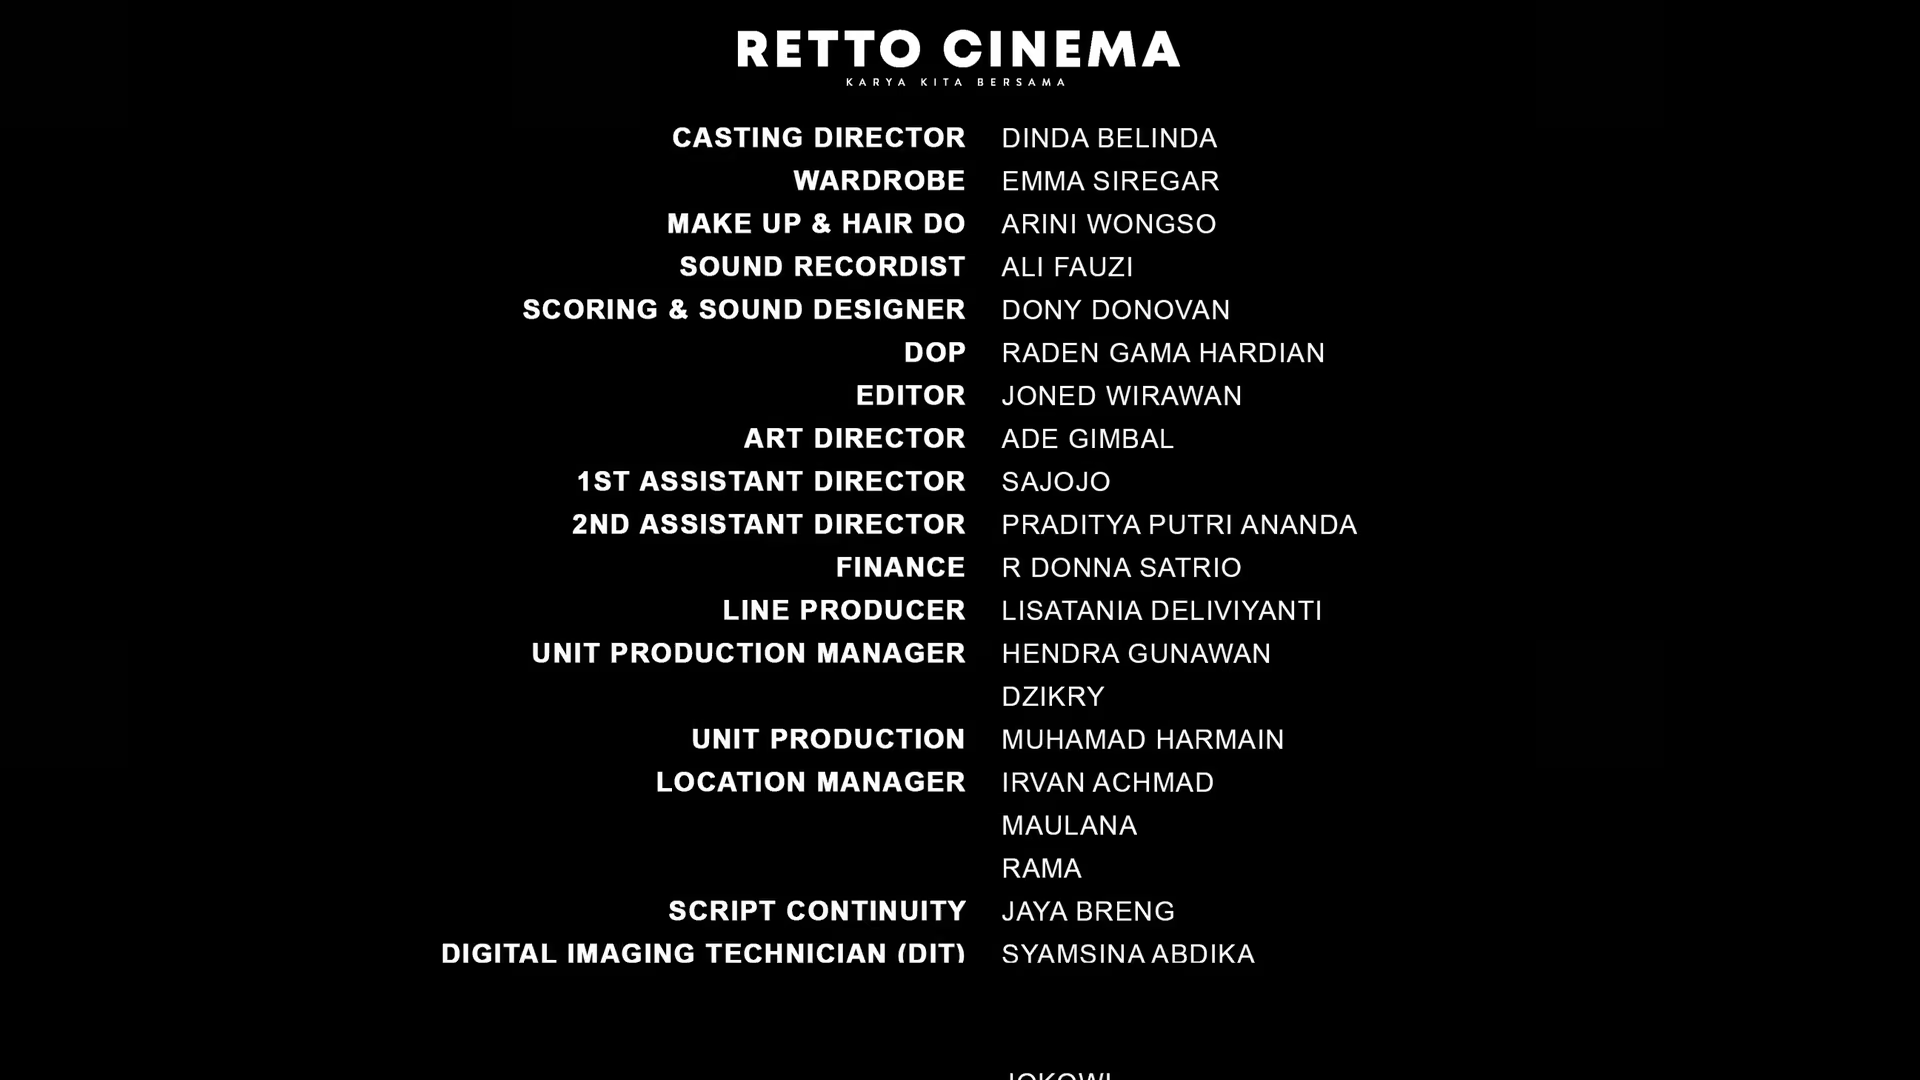 RETTO CINEMA
KARYA KITA BERSAMA
CASTING DIRECTOR DINDA BELINDA
WARDROBE EMMA SIREGAR
MAKE UP & HAIR DO ARINI WONGSO
SOUND RECORDIST ALI FAUZI
SCORING & SOUND DESIGNER DONY DONOVAN
DOP RADEN GAMA HARDIAN
EDITOR JONED WIRAWAN
ART DIRECTOR ADE GIMBAL
1ST ASSISTANT DIRECTOR SAJOJO
2ND ASSISTANT DIRECTOR PRADITYA PUTRI ANANDA
FINANCE R DONNA SATRIO
LINE PRODUCER LISATANIA DELIVIYANTI
UNIT PRODUCTION MANAGER HENDRA GUNAWAN
DZIKRY
UNIT PRODUCTION MUHAMAD HARMAIN
LOCATION MANAGER IRVAN ACHMAD
MAULANA
RAMA
SCRIPT CONTINUITY JAYA BRENG
DIGITAL IMAGING TECHNICIAN (DIT) SYAMSINA ABDIKA